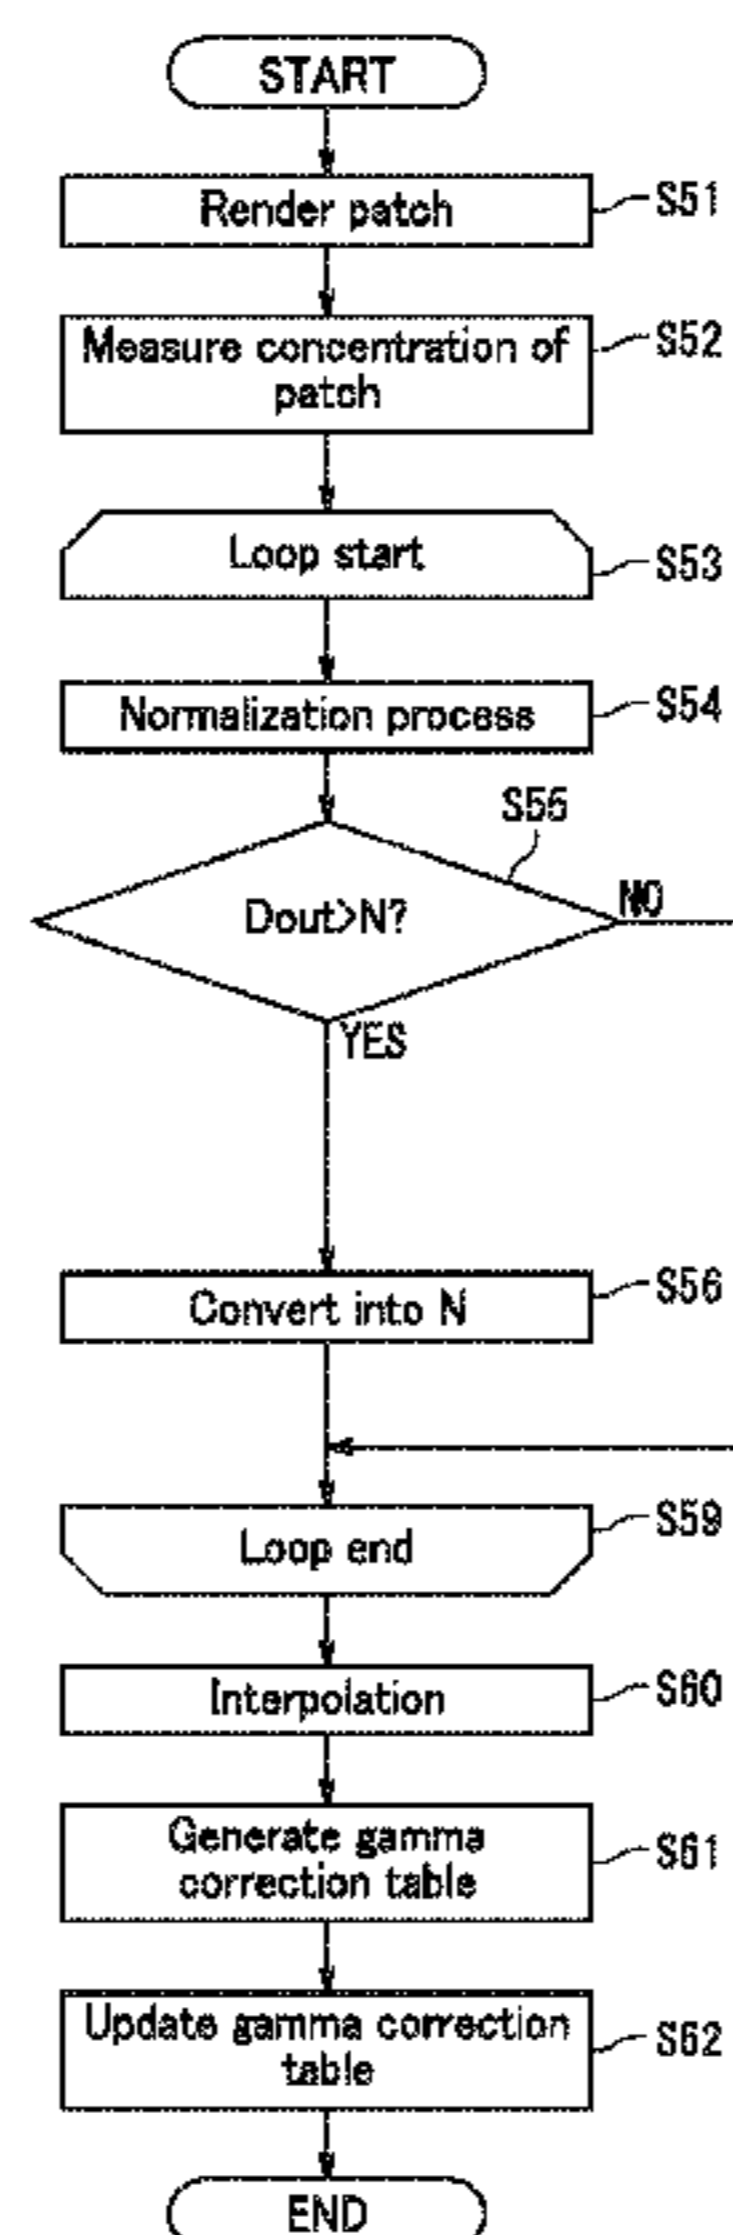 START
Render patch
S51
Measure concentration of
patch
S52
Loop start
S53
Normalization process
S54
S55
Dout>N?
NO
YES
Convert into N
S56
Loop end
S59
Interpolation
S60
Generate gamma
correction table
S61
Update gamma correction
table
S62
END